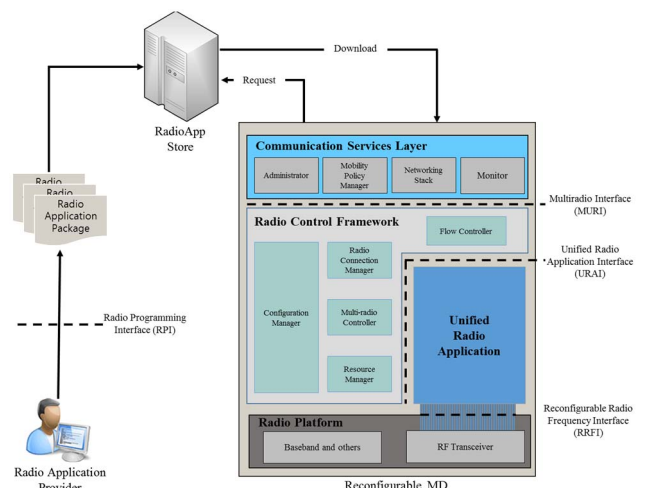 Download
Request
RadioApp
Store
Communication Services Layer
Administrator
Mobility
Policy
Manager
Networking
Stack
Monitor
Multiradio Interface
(MURI)
Radio
Radio
Radio
Application
Package
Radio Control Framework
Flow Controller
Unified Radio
Application Interface
(URAI)
Radio
Connection
Manager
Configuration
Manager
Multi-radio
Controller
Resource
Manager
Unified
Radio
Application
Radio Programming
Interface (RPI)
Reconfigurable Radio
Frequency Interface
(RRFI)
Radio Platform
Baseband and others
RF Transceiver
Radio Application
Provider
Reconfigurable MD